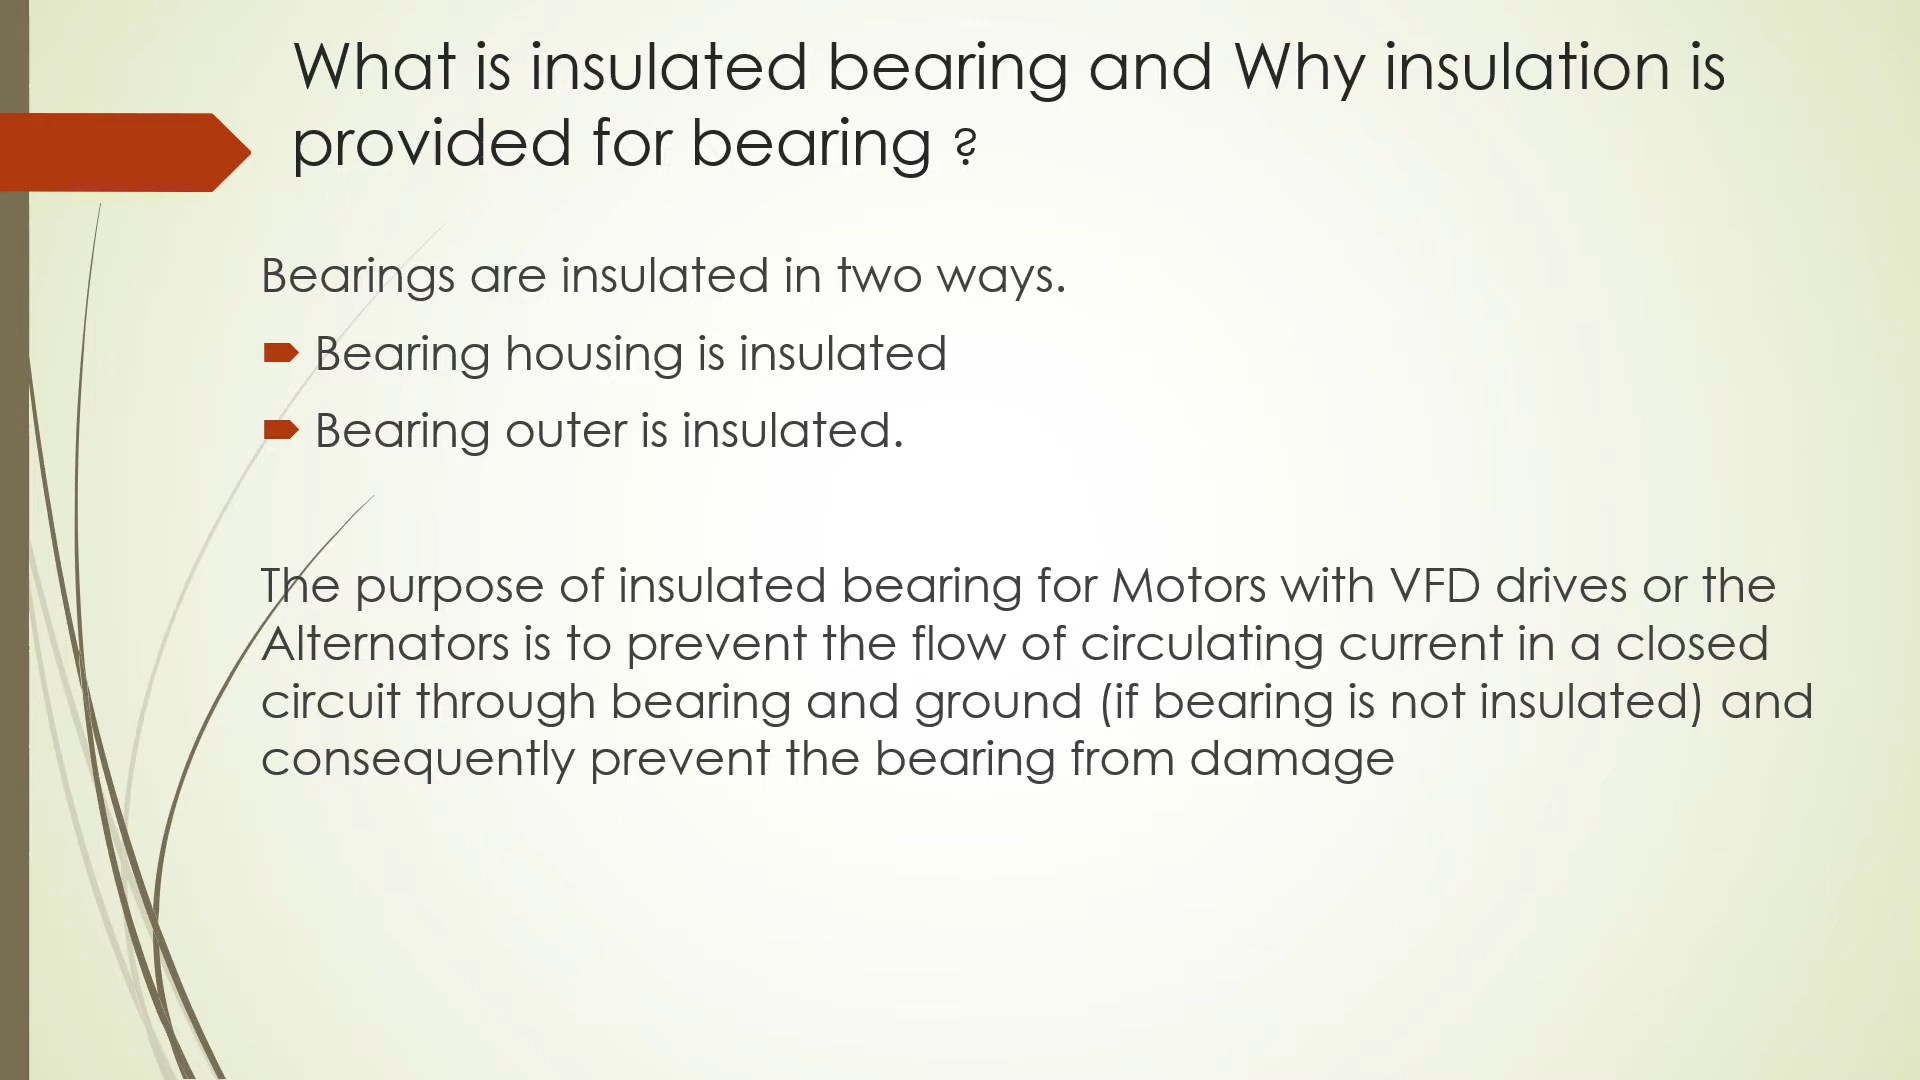 What is insulated bearing and Why insulation is
provided for bearing ?
Bearings are insulated in two ways.
Bearing housing is insulated
Bearing outer is insulated.
The purpose of insulated bearing for Motors with VFD drives or the
Alternators is to prevent the flow of circulating current in a closed
circuit through bearing and ground (if bearing is not insulated) and
consequently prevent the bearing from damage